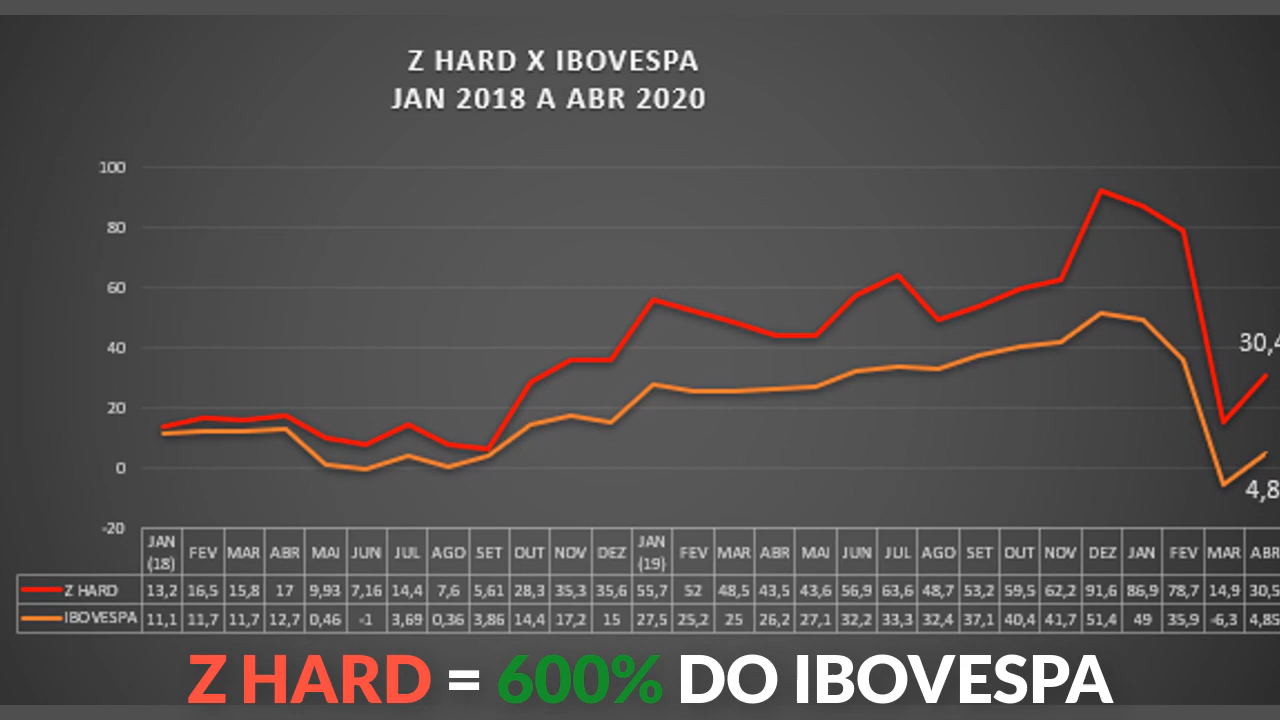 Z HARD X IBOVESPA
JAN 2018 A ABR 2020
100
80
60
40
20
0
-20
30,4
4,8
JAN (18) FEV MAR ABR MAI JUN JUL AGO SET OUT NOV DEZ JAN (19) FEV MAR ABR MAI JUN JUL AGO SET OUT NOV DEZ JAN FEV MAR ABR
Z HARD 13,2 16,5 15,8 17 9,93 7,16 14,4 7,6 5,61 28,3 35,3 35,6 55,7 52 48,5 43,5 43,6 56,9 63,6 48,7 53,2 59,5 62,2 91,6 86,9 78,7 14,9 30,5
IBOVESPA 11,1 11,7 11,7 12,7 0,46 -1 3,69 0,36 3,86 14,4 17,2 15 27,5 25,2 25 26,2 27,1 32,2 33,3 32,4 37,1 40,4 41,7 51,4 49 35,9 -6,3 4,85
Z HARD = 600% DO IBOVESPA